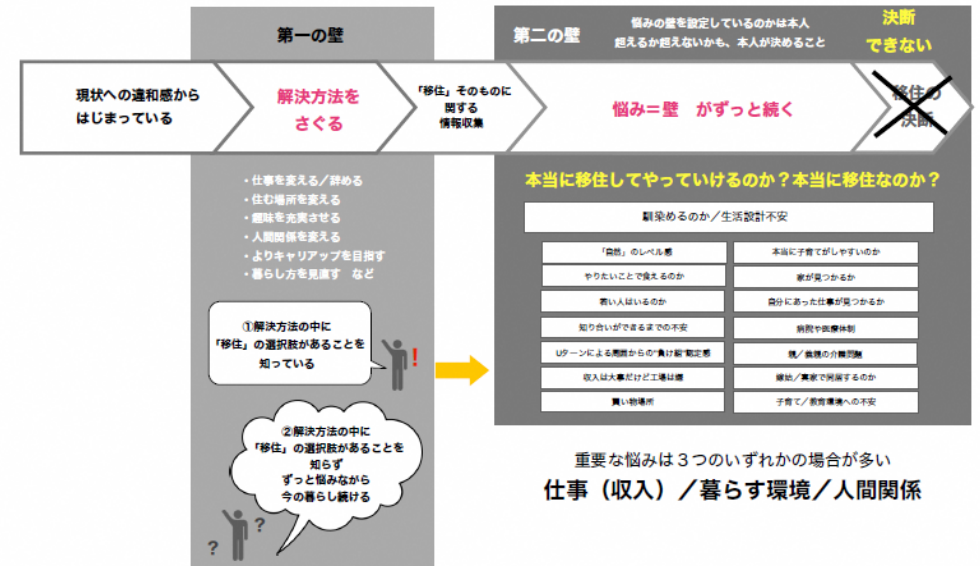 第一の壁
第二の壁
悩みの壁を設定しているのは本人
超えるか超えないかも、本人が決めること
決断
できない
現状への違和感から
はじまっている
解決方法を
さぐる
「移住」そのものに
関する
情報収集
悩み＝壁　がずっと続く
移住の
決断
・仕事を変える／辞める
・住む場所を変える
・趣味を充実させる
・人間関係を変える
・よりキャリアップを目指す
・暮らし方を見直す　など
①解決方法の中に
「移住」の選択肢があることを
知っている
!
②解決方法の中に
「移住」の選択肢があることを
知らず
ずっと悩みながら
今の暮らし続ける
?
?
本当に移住してやっていけるのか？本当に移住なのか？
馴染めるのか／生活設計不安
「自然」のレベル感
本当に子育てがしやすいのか
やりたいことで食えるのか
家が見つかるか
若い人はいるのか
自分にあった仕事が見つかるか
知り合いができるまでの不安
病院や医療体制
Uターンによる周囲からの"負け組"認定感
親／義親の介護問題
収入は大事だけど工場は嫌
嫁姑／実家で同居するのか
買い物場所
子育て／教育環境への不安
重要な悩みは３つのいずれかの場合が多い
仕事（収入）／暮らす環境／人間関係